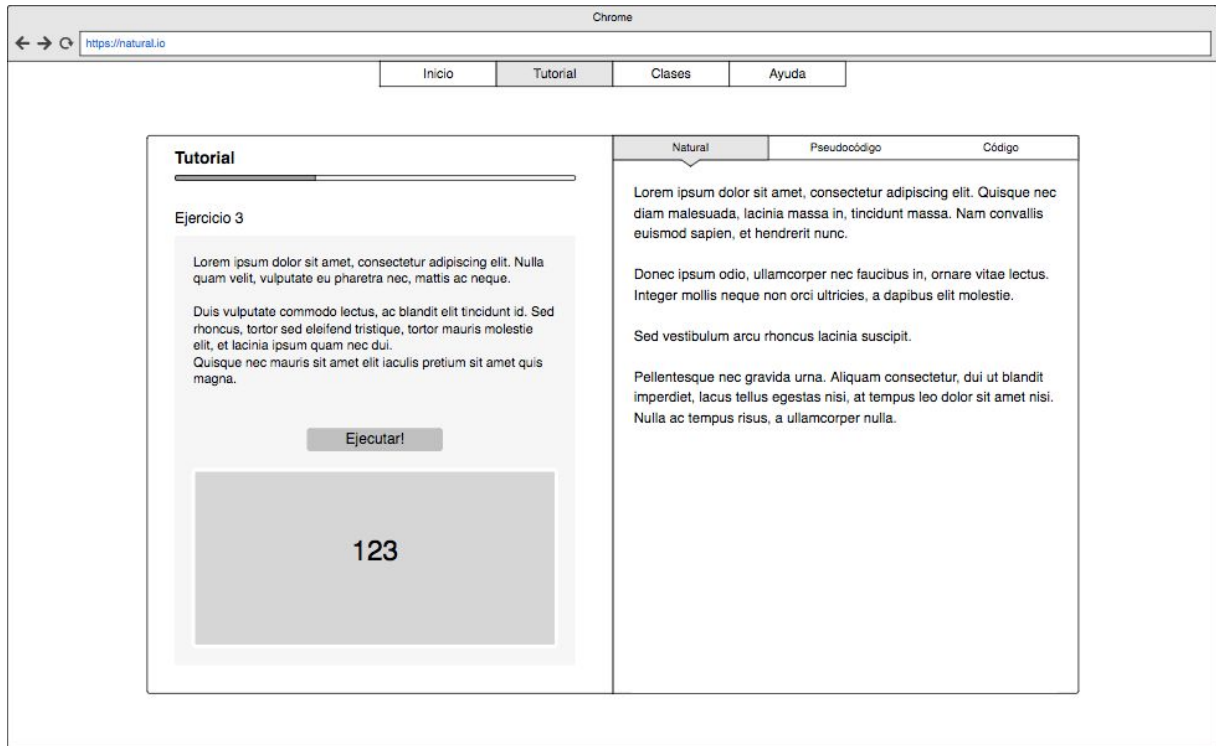 Chrome
https://natural.io
Inicio Tutorial Clases Ayuda
Tutorial
Ejercicio 3
Lorem ipsum dolor sit amet, consectetur adipiscing elit. Nulla
quam velit, vulputate eu pharetra nec, mattis ac neque.
Duis vulputate commodo lectus, ac blandit elit tincidunt id. Sed
rhoncus, tortor sed eleifend tristique, tortor mauris molestie
elit, et lacinia ipsum quam nec dui.
Quisque nec mauris sit amet elit iaculis pretium sit amet quis
magna.
Ejecutar!
123
Natural Pseudocódigo Código
Lorem ipsum dolor sit amet, consectetur adipiscing elit. Quisque nec
diam malesuada, lacinia massa in, tincidunt massa. Nam convallis
euismod sapien, et hendrerit nunc.
Donec ipsum odio, ullamcorper nec faucibus in, ornare vitae lectus.
Integer mollis neque non orci ultricies, a dapibus elit molestie.
Sed vestibulum arcu rhoncus lacinia suscipit.
Pellentesque nec gravida urna. Aliquam consectetur, dui ut blandit
imperdiet, lacus tellus egestas nisi, at tempus leo dolor sit amet nisi.
Nulla ac tempus risus, a ullamcorper nulla.